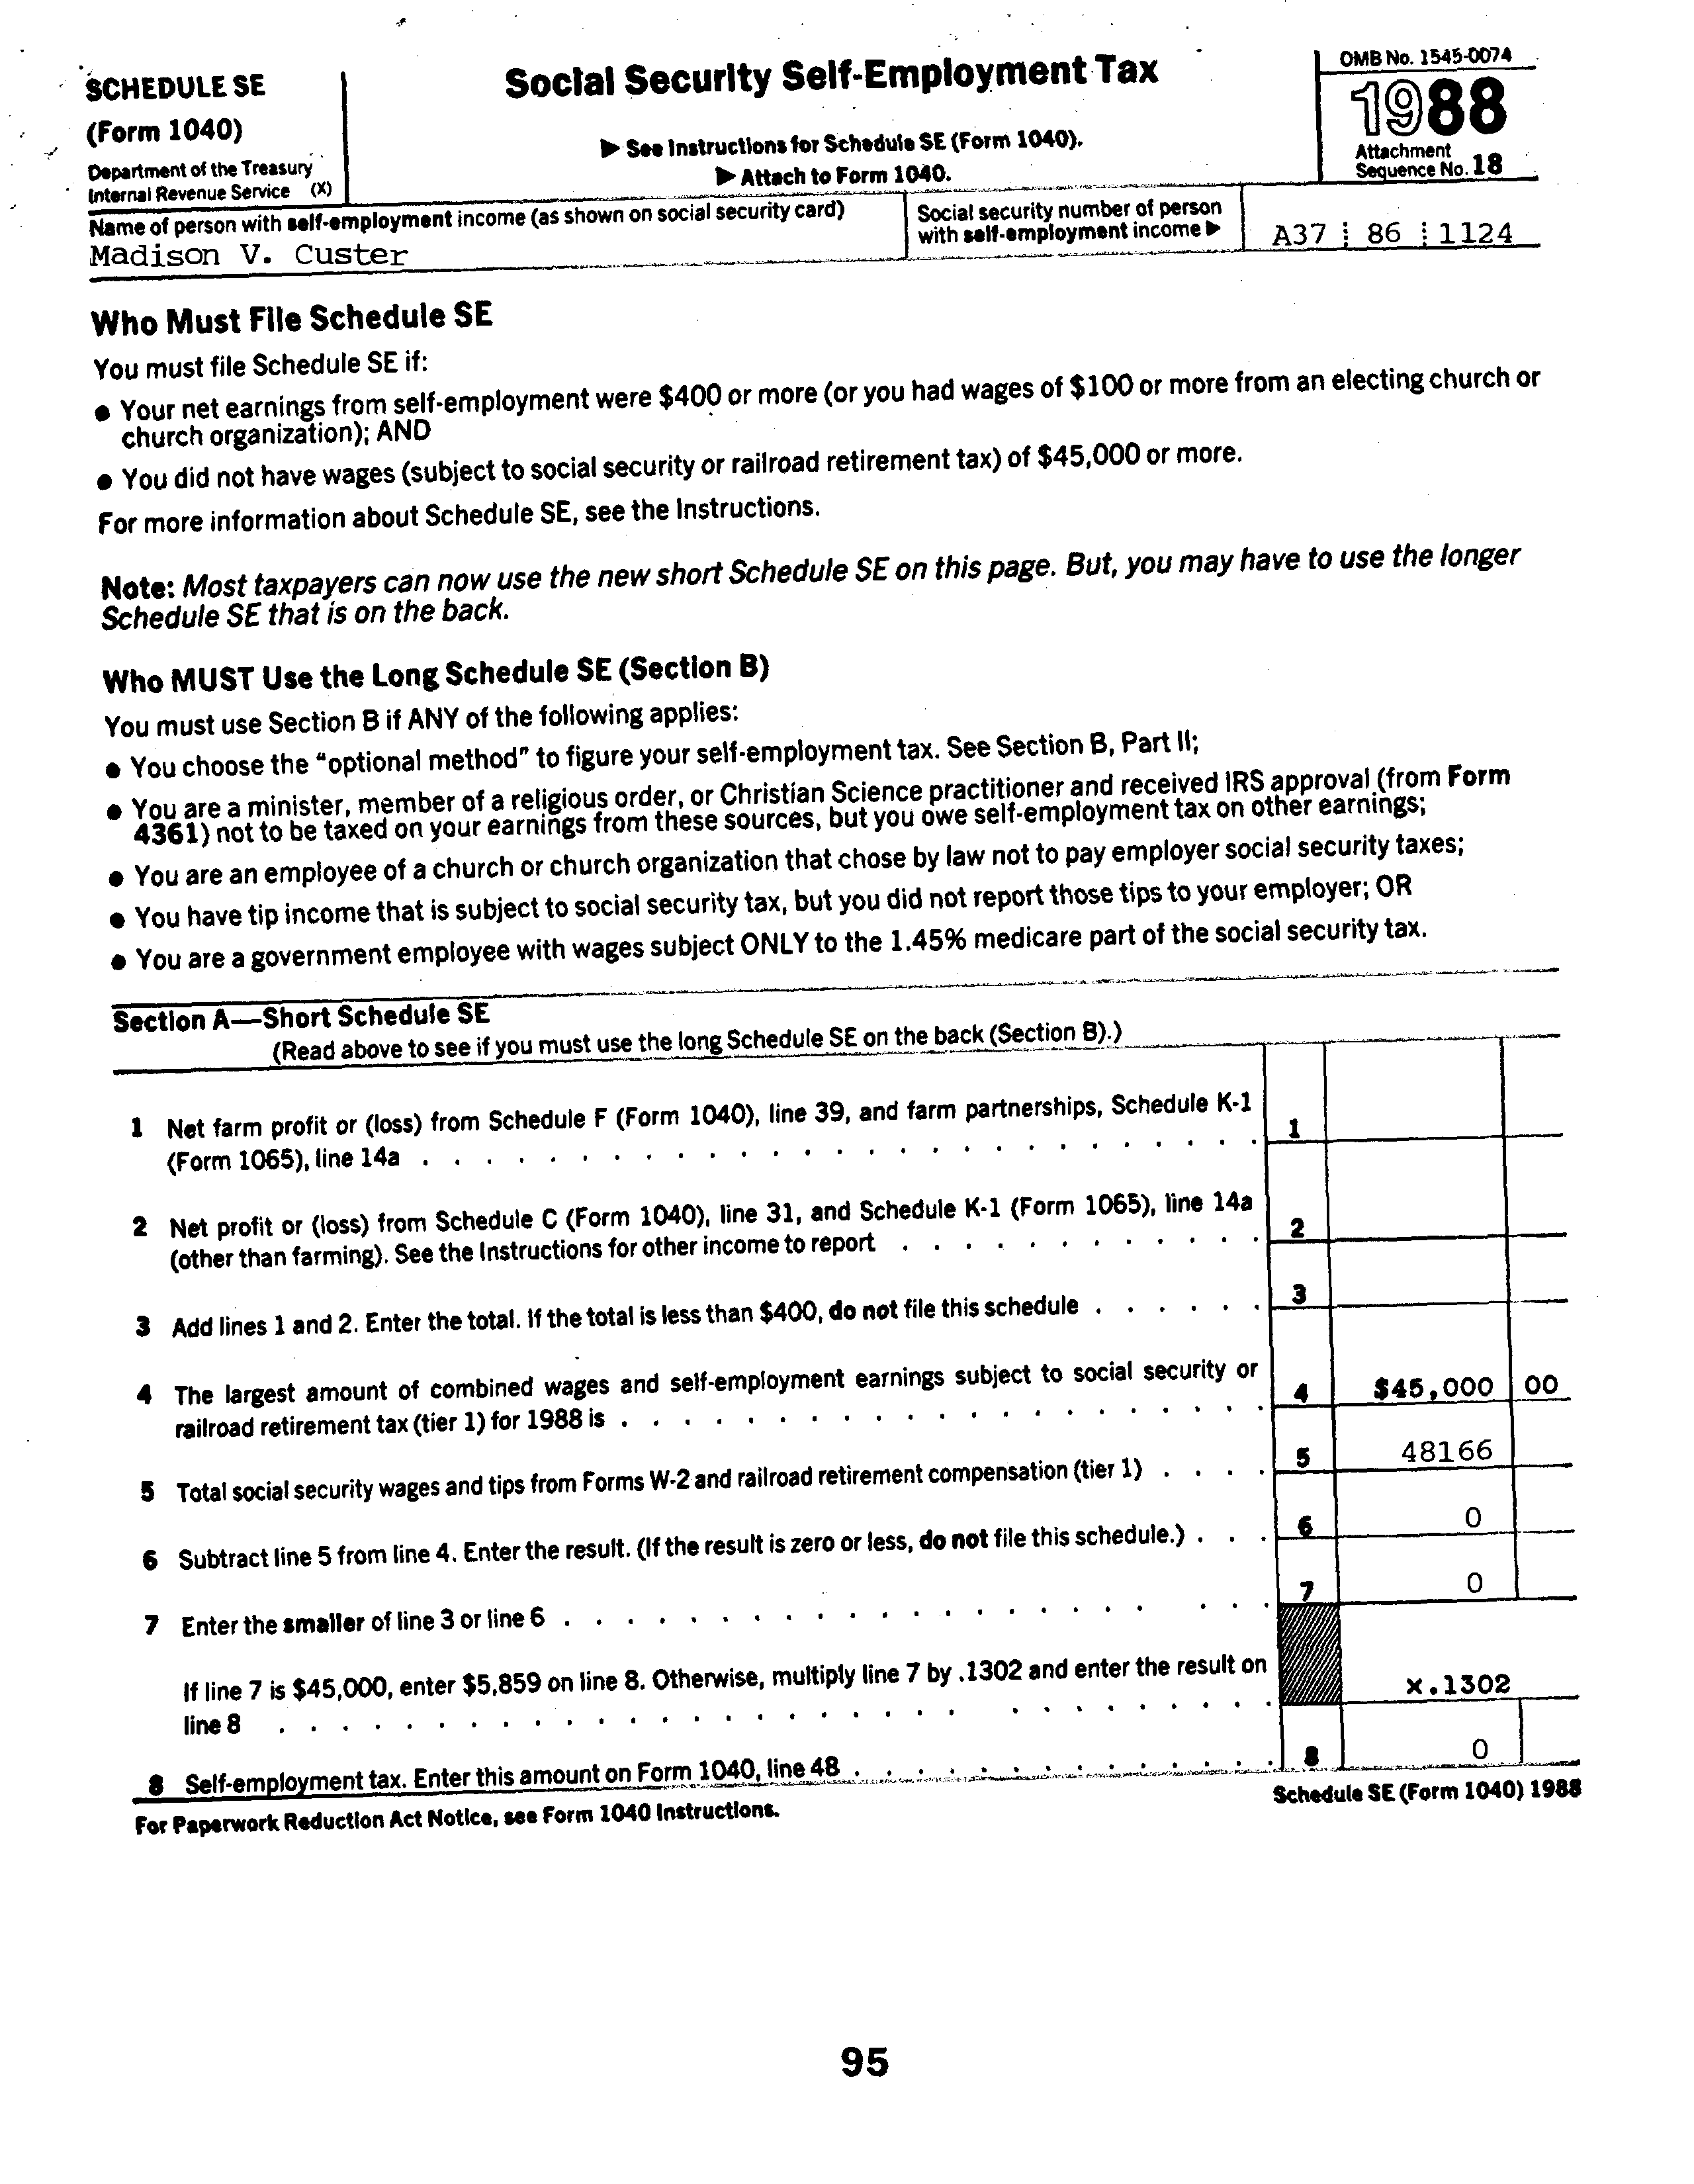 SCHEDULE SE
(Form 1040)
Department of the Treasury
Internal Revenue Service (X)
Social Security Self-Employment Tax
▶ See Instructions for Schedule SE (Form 1040).
▶ Attach to Form 1040.
OMB No. 1545-0074
1988
Attachment
Sequence No. 18
Name of person with self-employment income (as shown on social security card)
Madison V. Custer
Social security number of person
with self-employment income ▶
A37 86 1124
Who Must File Schedule SE
You must file Schedule SE if:
● Your net earnings from self-employment were $400 or more (or you had wages of $100 or more from an electing church or
church organization); AND
● You did not have wages (subject to social security or railroad retirement tax) of $45,000 or more.
For more information about Schedule SE, see the Instructions.
Note: Most taxpayers can now use the new short Schedule SE on this page. But, you may have to use the longer
Schedule SE that is on the back.
Who MUST Use the Long Schedule SE (Section B)
You must use Section B if ANY of the following applies:
● You choose the "optional method" to figure your self-employment tax. See Section B, Part II;
● You are a minister, member of a religious order, or Christian Science practitioner and received IRS approval (from Form
4361) not to be taxed on your earnings from these sources, but you owe self-employment tax on other earnings;
● You are an employee of a church or church organization that chose by law not to pay employer social security taxes;
● You have tip income that is subject to social security tax, but you did not report those tips to your employer; OR
● You are a government employee with wages subject ONLY to the 1.45% medicare part of the social security tax.
Section A—Short Schedule SE
(Read above to see if you must use the long Schedule SE on the back (Section B).)
1 Net farm profit or (loss) from Schedule F (Form 1040), line 39, and farm partnerships, Schedule K-1
(Form 1065), line 14a . . . . . . . . . . . . . . . . . . . . . . . . . . . 1
2 Net profit or (loss) from Schedule C (Form 1040), line 31, and Schedule K-1 (Form 1065), line 14a
(other than farming). See the Instructions for other income to report . . . . . . . . . . . . 2
3 Add lines 1 and 2. Enter the total. If the total is less than $400, do not file this schedule . . . . . . 3
4 The largest amount of combined wages and self-employment earnings subject to social security or
railroad retirement tax (tier 1) for 1988 is . . . . . . . . . . . . . . . . . . . . . 4 $45,000 00
5 Total social security wages and tips from Forms W-2 and railroad retirement compensation (tier 1) . . . . 5 48166
6 Subtract line 5 from line 4. Enter the result. (If the result is zero or less, do not file this schedule.) . . . 6 0
7 Enter the smaller of line 3 or line 6 . . . . . . . . . . . . . . . . . . . . . . 7 0
If line 7 is $45,000, enter $5,859 on line 8. Otherwise, multiply line 7 by .1302 and enter the result on
line 8 . . . . . . . . . . . . . . . . . . . . . . . . . . . . . . x.1302
8 Self-employment tax. Enter this amount on Form 1040, line 48 . . . . . . . . . . . . . . 8 0
For Paperwork Reduction Act Notice, see Form 1040 Instructions.
Schedule SE (Form 1040) 1988
95